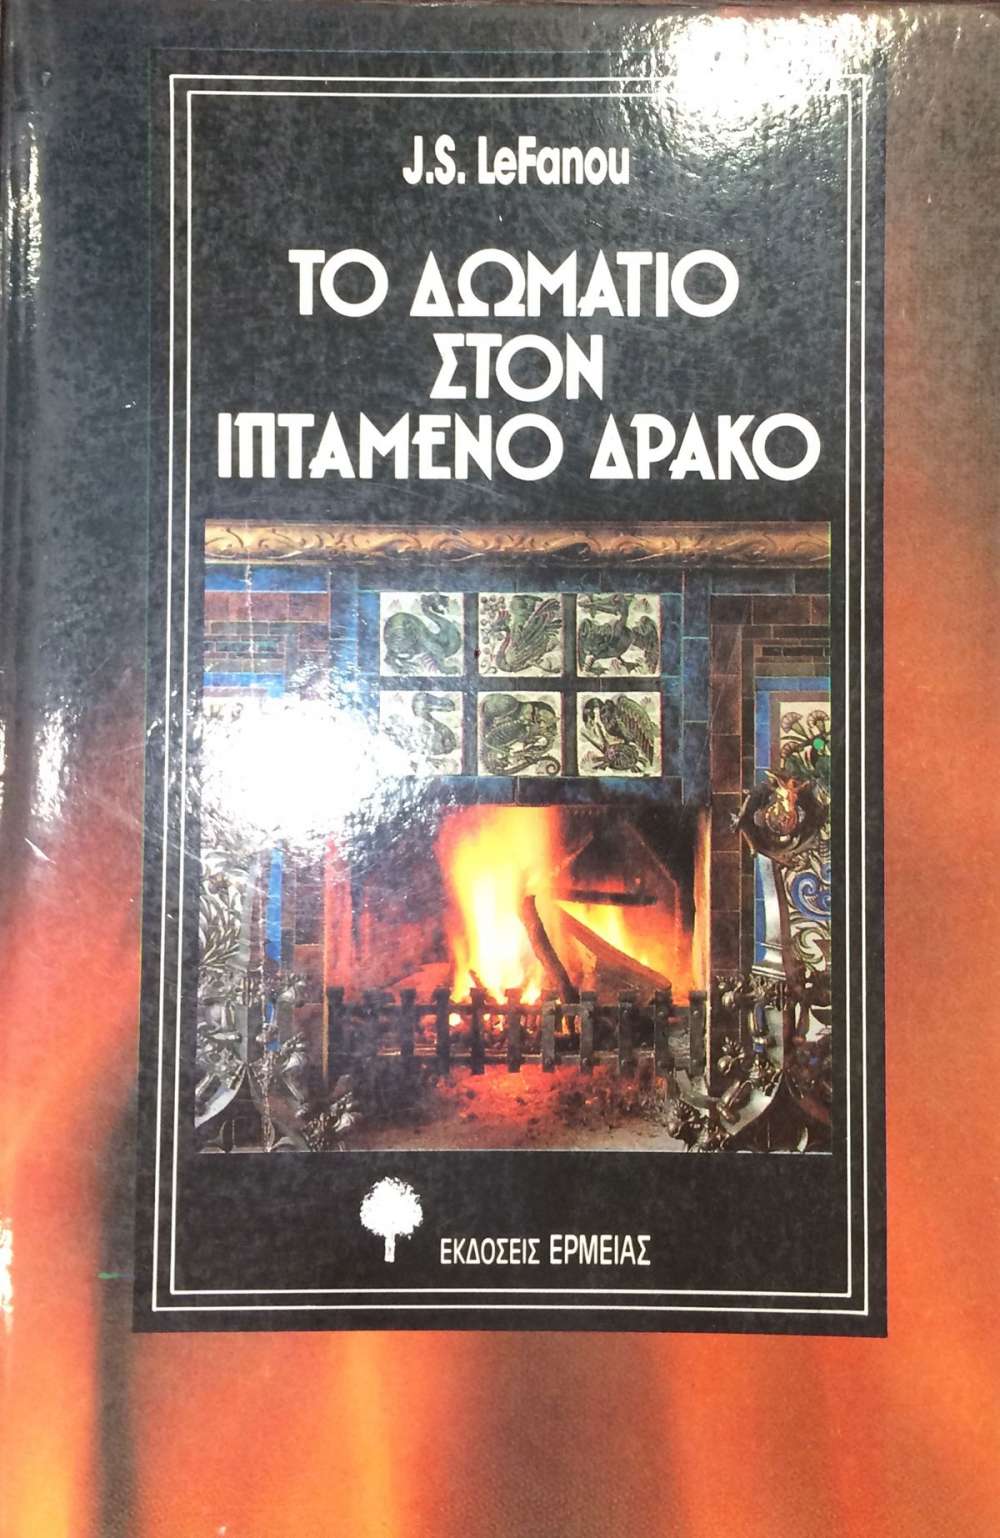 J.S. LeFanou
ΤΟ ΔΩΜΑΤΙΟ
ΣΤΟΝ
ΙΠΤΑΜΕΝΟ ΔΡΑΚΟ
ΕΚΔΟΣΕΙΣ ΕΡΜΕΙΑΣ